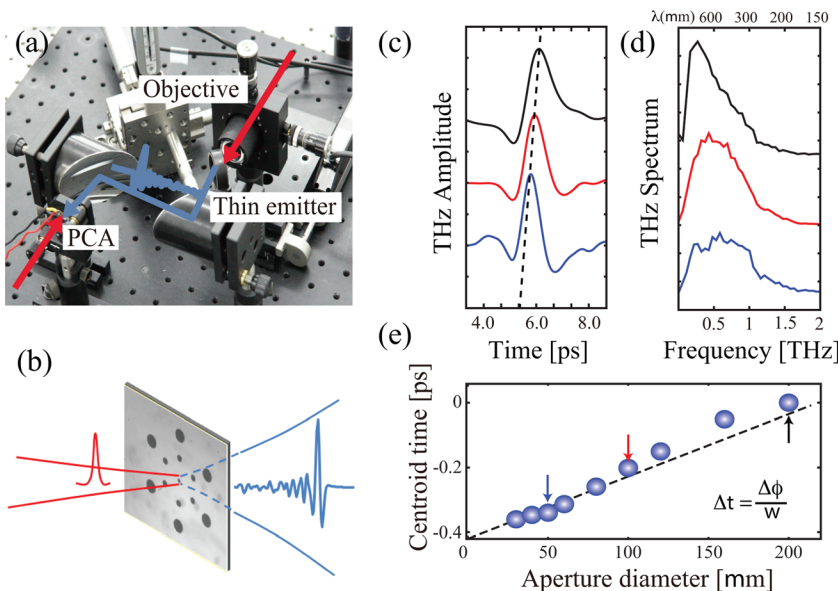 (a)
Objective
Thin emitter
PCA
(b)
(c)
THz Amplitude
4.0 6.0 8.0
Time [ps]
(d)
λ(mm) 600 300 200 150
THz Spectrum
0.5 1 1.5 2
Frequency [THz]
(e)
Centroid time [ps]
0
-0.2
-0.4
Δt = Δϕ
w
0 50 100 150 200
Aperture diameter [mm]